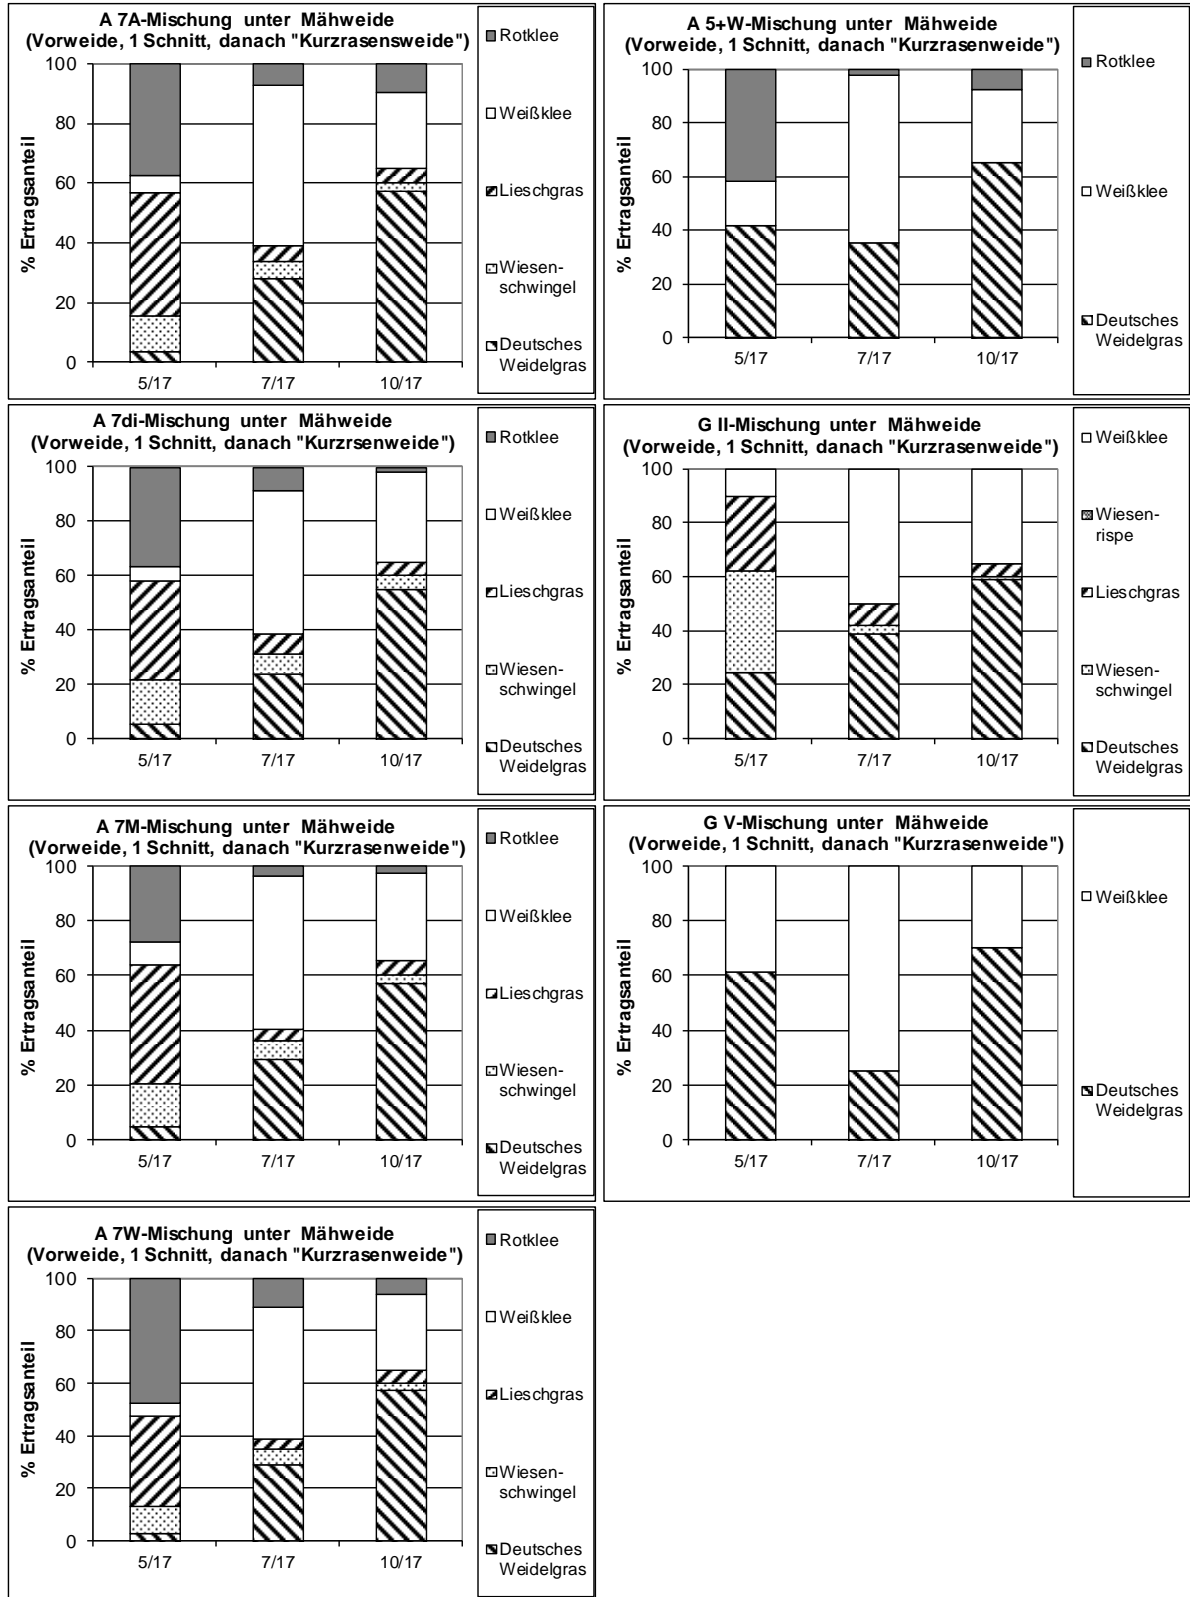 A 7A-Mischung unter Mähweide
(Vorweide, 1 Schnitt, danach "Kurzrasensweide")
% Ertragsanteil
100
80
60
40
20
0
5/17
7/17
10/17
Rotklee
Weißklee
Lieschgras
Wiesen-
schwingel
Deutsches
Weidelgras
A 5+W-Mischung unter Mähweide
(Vorweide, 1 Schnitt, danach "Kurzrasenweide")
% Ertragsanteil
100
80
60
40
20
0
5/17
7/17
10/17
Rotklee
Weißklee
Deutsches
Weidelgras
A 7di-Mischung unter Mähweide
(Vorweide, 1 Schnitt, danach "Kurzrsenweide")
% Ertragsanteil
100
80
60
40
20
0
5/17
7/17
10/17
Rotklee
Weißklee
Lieschgras
Wiesen-
schwingel
Deutsches
Weidelgras
G II-Mischung unter Mähweide
(Vorweide, 1 Schnitt, danach "Kurzrasenweide")
% Ertragsanteil
100
80
60
40
20
0
5/17
7/17
10/17
Weißklee
Wiesen-
rispe
Lieschgras
Wiesen-
schwingel
Deutsches
Weidelgras
A 7M-Mischung unter Mähweide
(Vorweide, 1 Schnitt, danach "Kurzrasenweide")
% Ertragsanteil
100
80
60
40
20
0
5/17
7/17
10/17
Rotklee
Weißklee
Lieschgras
Wiesen-
schwingel
Deutsches
Weidelgras
G V-Mischung unter Mähweide
(Vorweide, 1 Schnitt, danach "Kurzrasenweide")
% Ertragsanteil
100
80
60
40
20
0
5/17
7/17
10/17
Weißklee
Deutsches
Weidelgras
A 7W-Mischung unter Mähweide
(Vorweide, 1 Schnitt, danach "Kurzrasenweide")
% Ertragsanteil
100
80
60
40
20
0
5/17
7/17
10/17
Rotklee
Weißklee
Lieschgras
Wiesen-
schwingel
Deutsches
Weidelgras